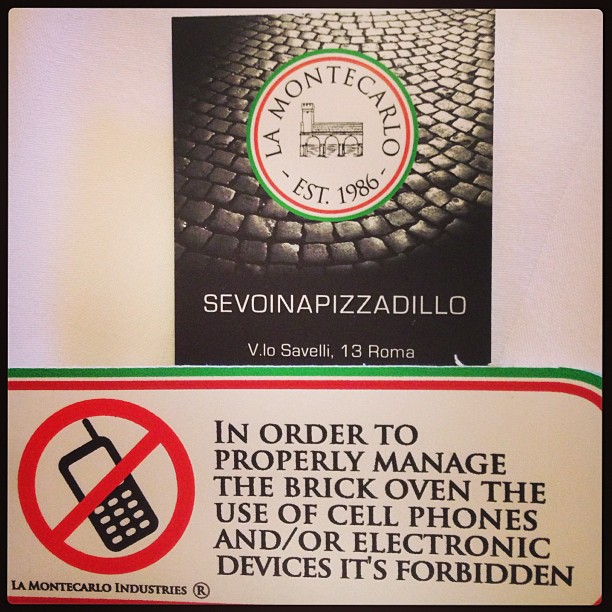 LA MONTECARLO
- EST. 1986 -
SEVOINAPIZZADILLO
V.lo Savelli, 13 Roma
IN ORDER TO
PROPERLY MANAGE
THE BRICK OVEN THE
USE OF CELL PHONES
AND/OR ELECTRONIC
DEVICES IT'S FORBIDDEN
LA MONTECARLO INDUSTRIES ®